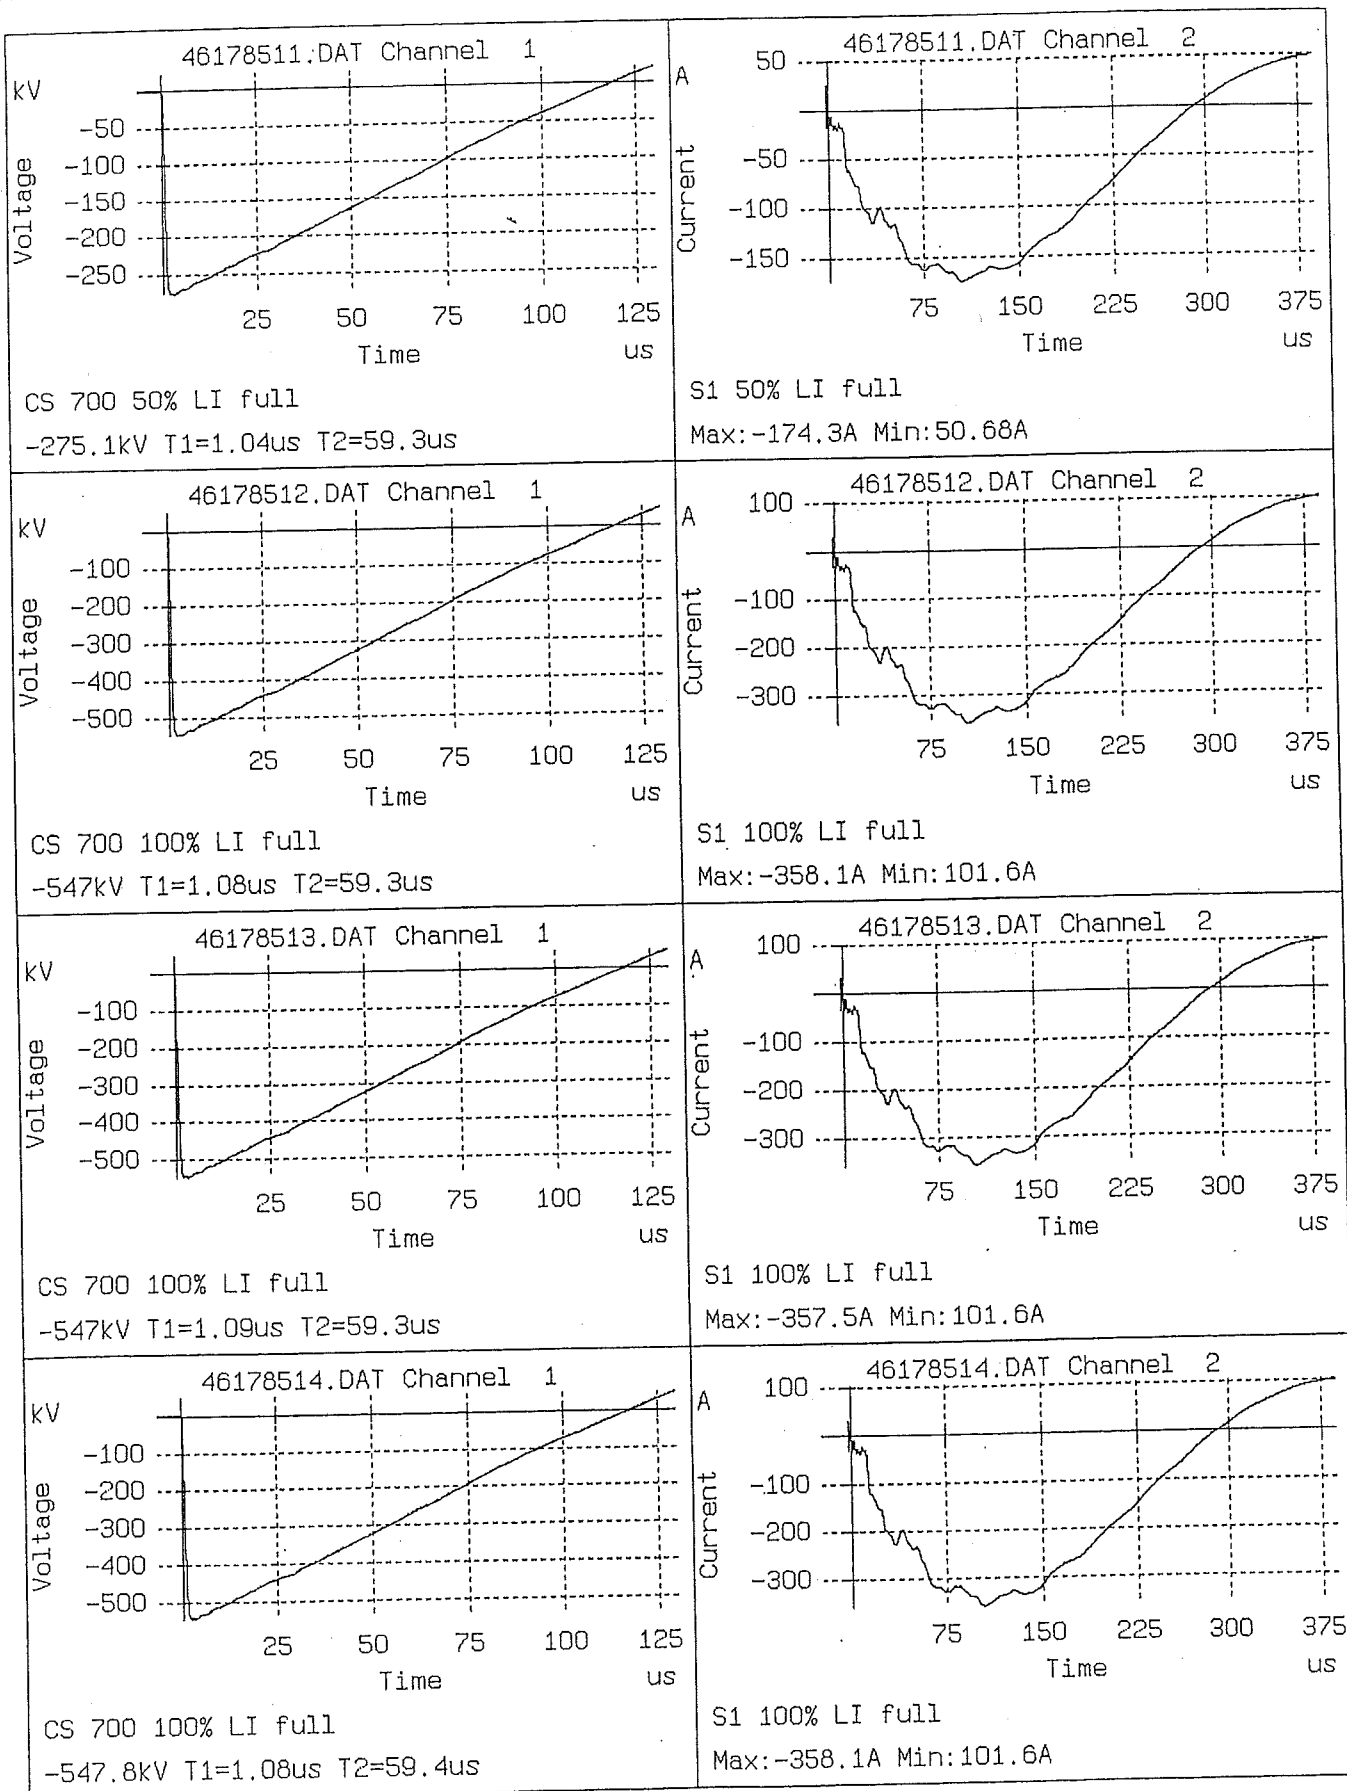 46178511.DAT Channel 1
kV
Voltage
-50
-100
-150
-200
-250
25 50 75 100 125
Time us
CS 700 50% LI full
-275.1kV T1=1.04us T2=59.3us
46178511.DAT Channel 2
A
Current
50
-50
-100
-150
75 150 225 300 375
Time us
S1 50% LI full
Max:-174.3A Min:50.68A
46178512.DAT Channel 1
kV
Voltage
-100
-200
-300
-400
-500
25 50 75 100 125
Time us
CS 700 100% LI full
-547kV T1=1.08us T2=59.3us
46178512.DAT Channel 2
A
Current
100
-100
-200
-300
75 150 225 300 375
Time us
S1 100% LI full
Max:-358.1A Min:101.6A
46178513.DAT Channel 1
kV
Voltage
-100
-200
-300
-400
-500
25 50 75 100 125
Time us
CS 700 100% LI full
-547kV T1=1.09us T2=59.3us
46178513.DAT Channel 2
A
Current
100
-100
-200
-300
75 150 225 300 375
Time us
S1 100% LI full
Max:-357.5A Min:101.6A
46178514.DAT Channel 1
kV
Voltage
-100
-200
-300
-400
-500
25 50 75 100 125
Time us
CS 700 100% LI full
-547.8kV T1=1.08us T2=59.4us
46178514.DAT Channel 2
A
Current
100
-100
-200
-300
75 150 225 300 375
Time us
S1 100% LI full
Max:-358.1A Min:101.6A